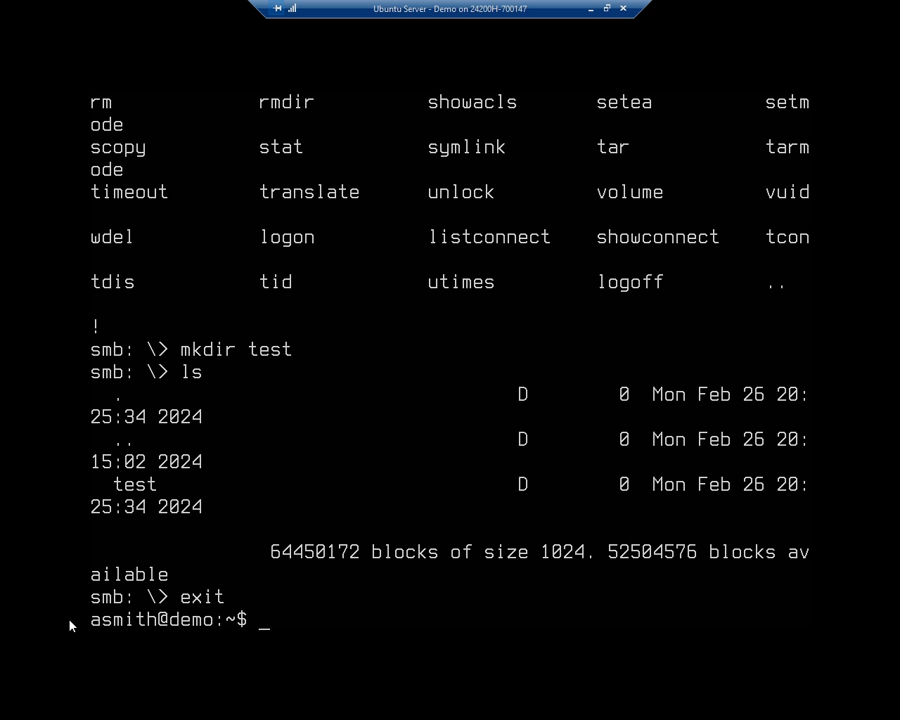 Ubuntu Server - Demo on 24200H-700147
rm rmdir showacls setea setm
ode
scopy stat symlink tar tarm
ode
timeout translate unlock volume vuid
wdel logon listconnect showconnect tcon
tdis tid utimes logoff ..
!
smb: \> mkdir test
smb: \> ls
. D 0 Mon Feb 26 20:
25:34 2024
.. D 0 Mon Feb 26 20:
15:02 2024
test D 0 Mon Feb 26 20:
25:34 2024
64450172 blocks of size 1024. 52504576 blocks av
ailable
smb: \> exit
asmith@demo:~$ _